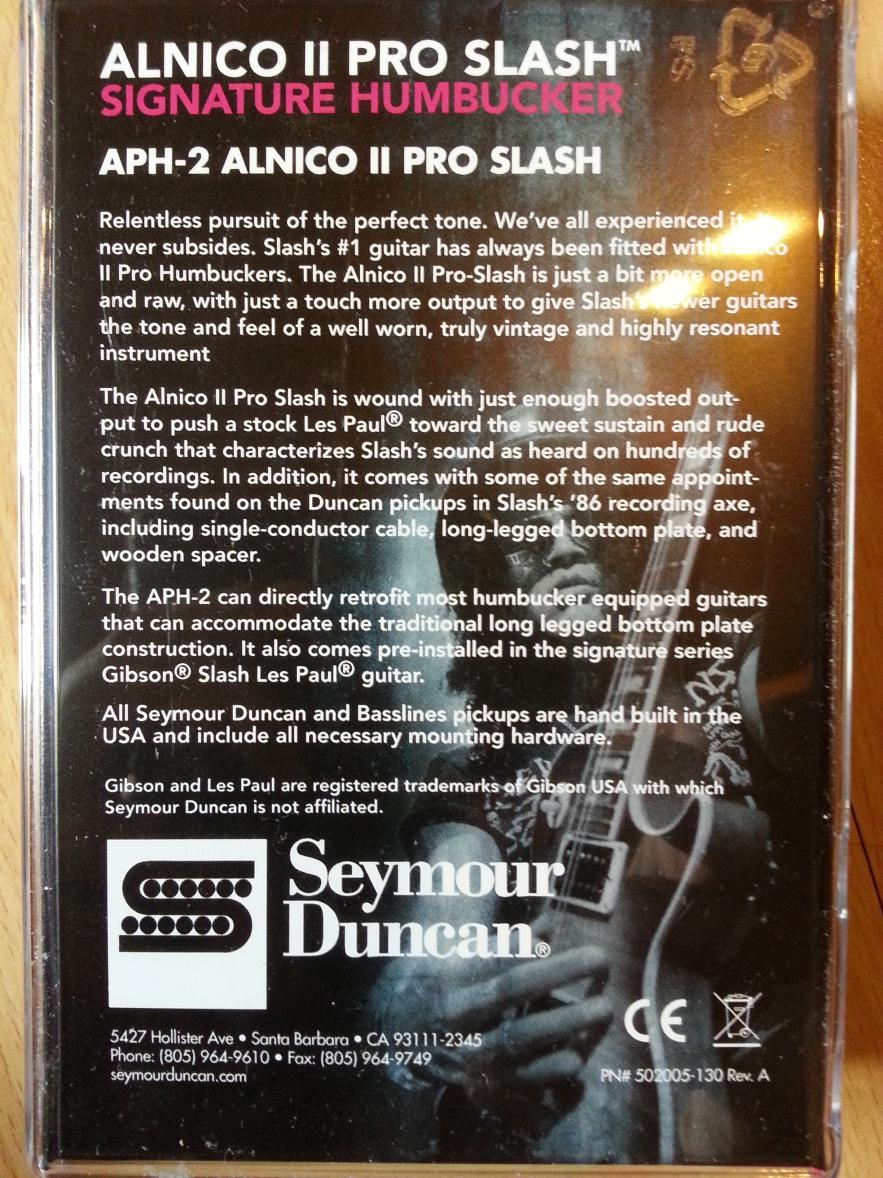 ALNICO II PRO SLASH™
SIGNATURE HUMBUCKER
PS
APH-2 ALNICO II PRO SLASH
Relentless pursuit of the perfect tone. We've all experienced it. It
never subsides. Slash's #1 guitar has always been fitted with Alnico
II Pro Humbuckers. The Alnico II Pro-Slash is just a bit more open
and raw, with just a touch more output to give Slash's newer guitars
the tone and feel of a well worn, truly vintage and highly resonant
instrument
The Alnico II Pro Slash is wound with just enough boosted out-
put to push a stock Les Paul® toward the sweet sustain and rude
crunch that characterizes Slash's sound as heard on hundreds of
recordings. In addition, it comes with some of the same appoint-
ments found on the Duncan pickups in Slash's '86 recording axe,
including single-conductor cable, long-legged bottom plate, and
wooden spacer.
The APH-2 can directly retrofit most humbucker equipped guitars
that can accommodate the traditional long legged bottom plate
construction. It also comes pre-installed in the signature series
Gibson® Slash Les Paul® guitar.
All Seymour Duncan and Basslines pickups are hand built in the
USA and include all necessary mounting hardware.
Gibson and Les Paul are registered trademarks of Gibson USA with which
Seymour Duncan is not affiliated.
Seymour
Duncan®
5427 Hollister Ave • Santa Barbara • CA 93111-2345
Phone: (805) 964-9610 • Fax: (805) 964-9749
seymourduncan.com
CE
PN# 502005-130 Rev. A